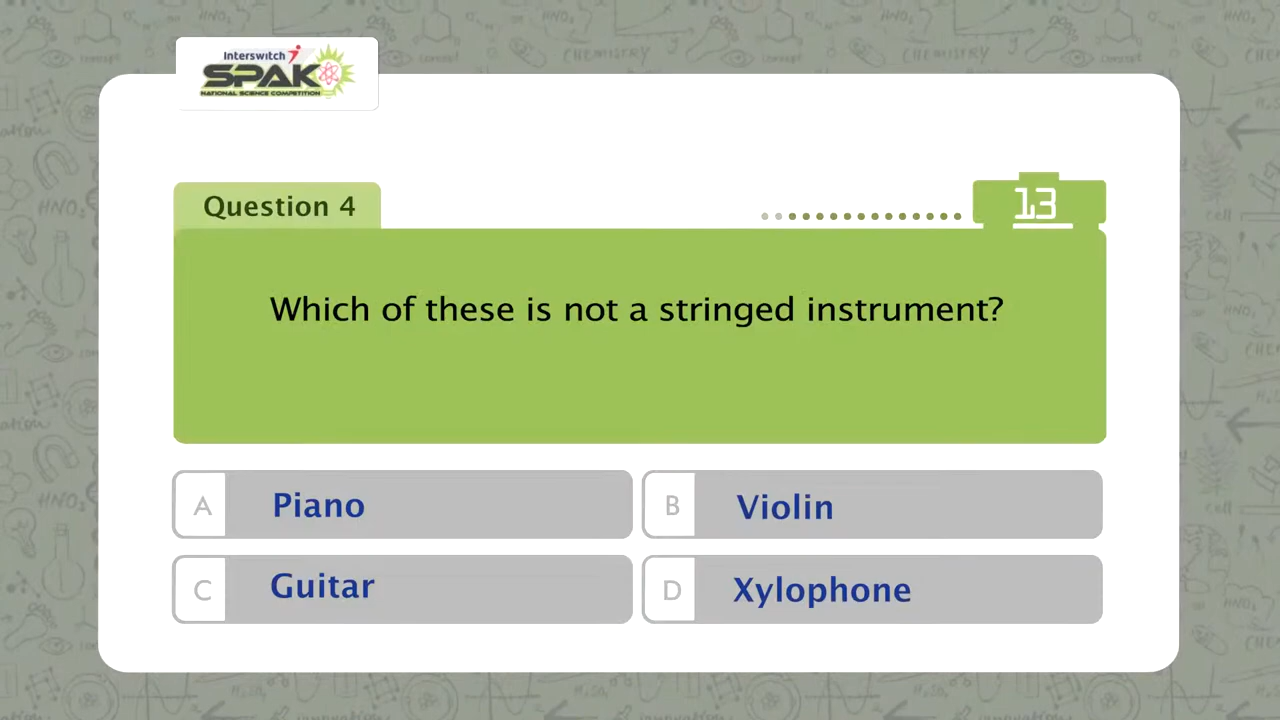 Interswitch
SPAK
NATIONAL SCIENCE COMPETITION
Question 4
13
Which of these is not a stringed instrument?
A Piano
B Violin
C Guitar
D Xylophone